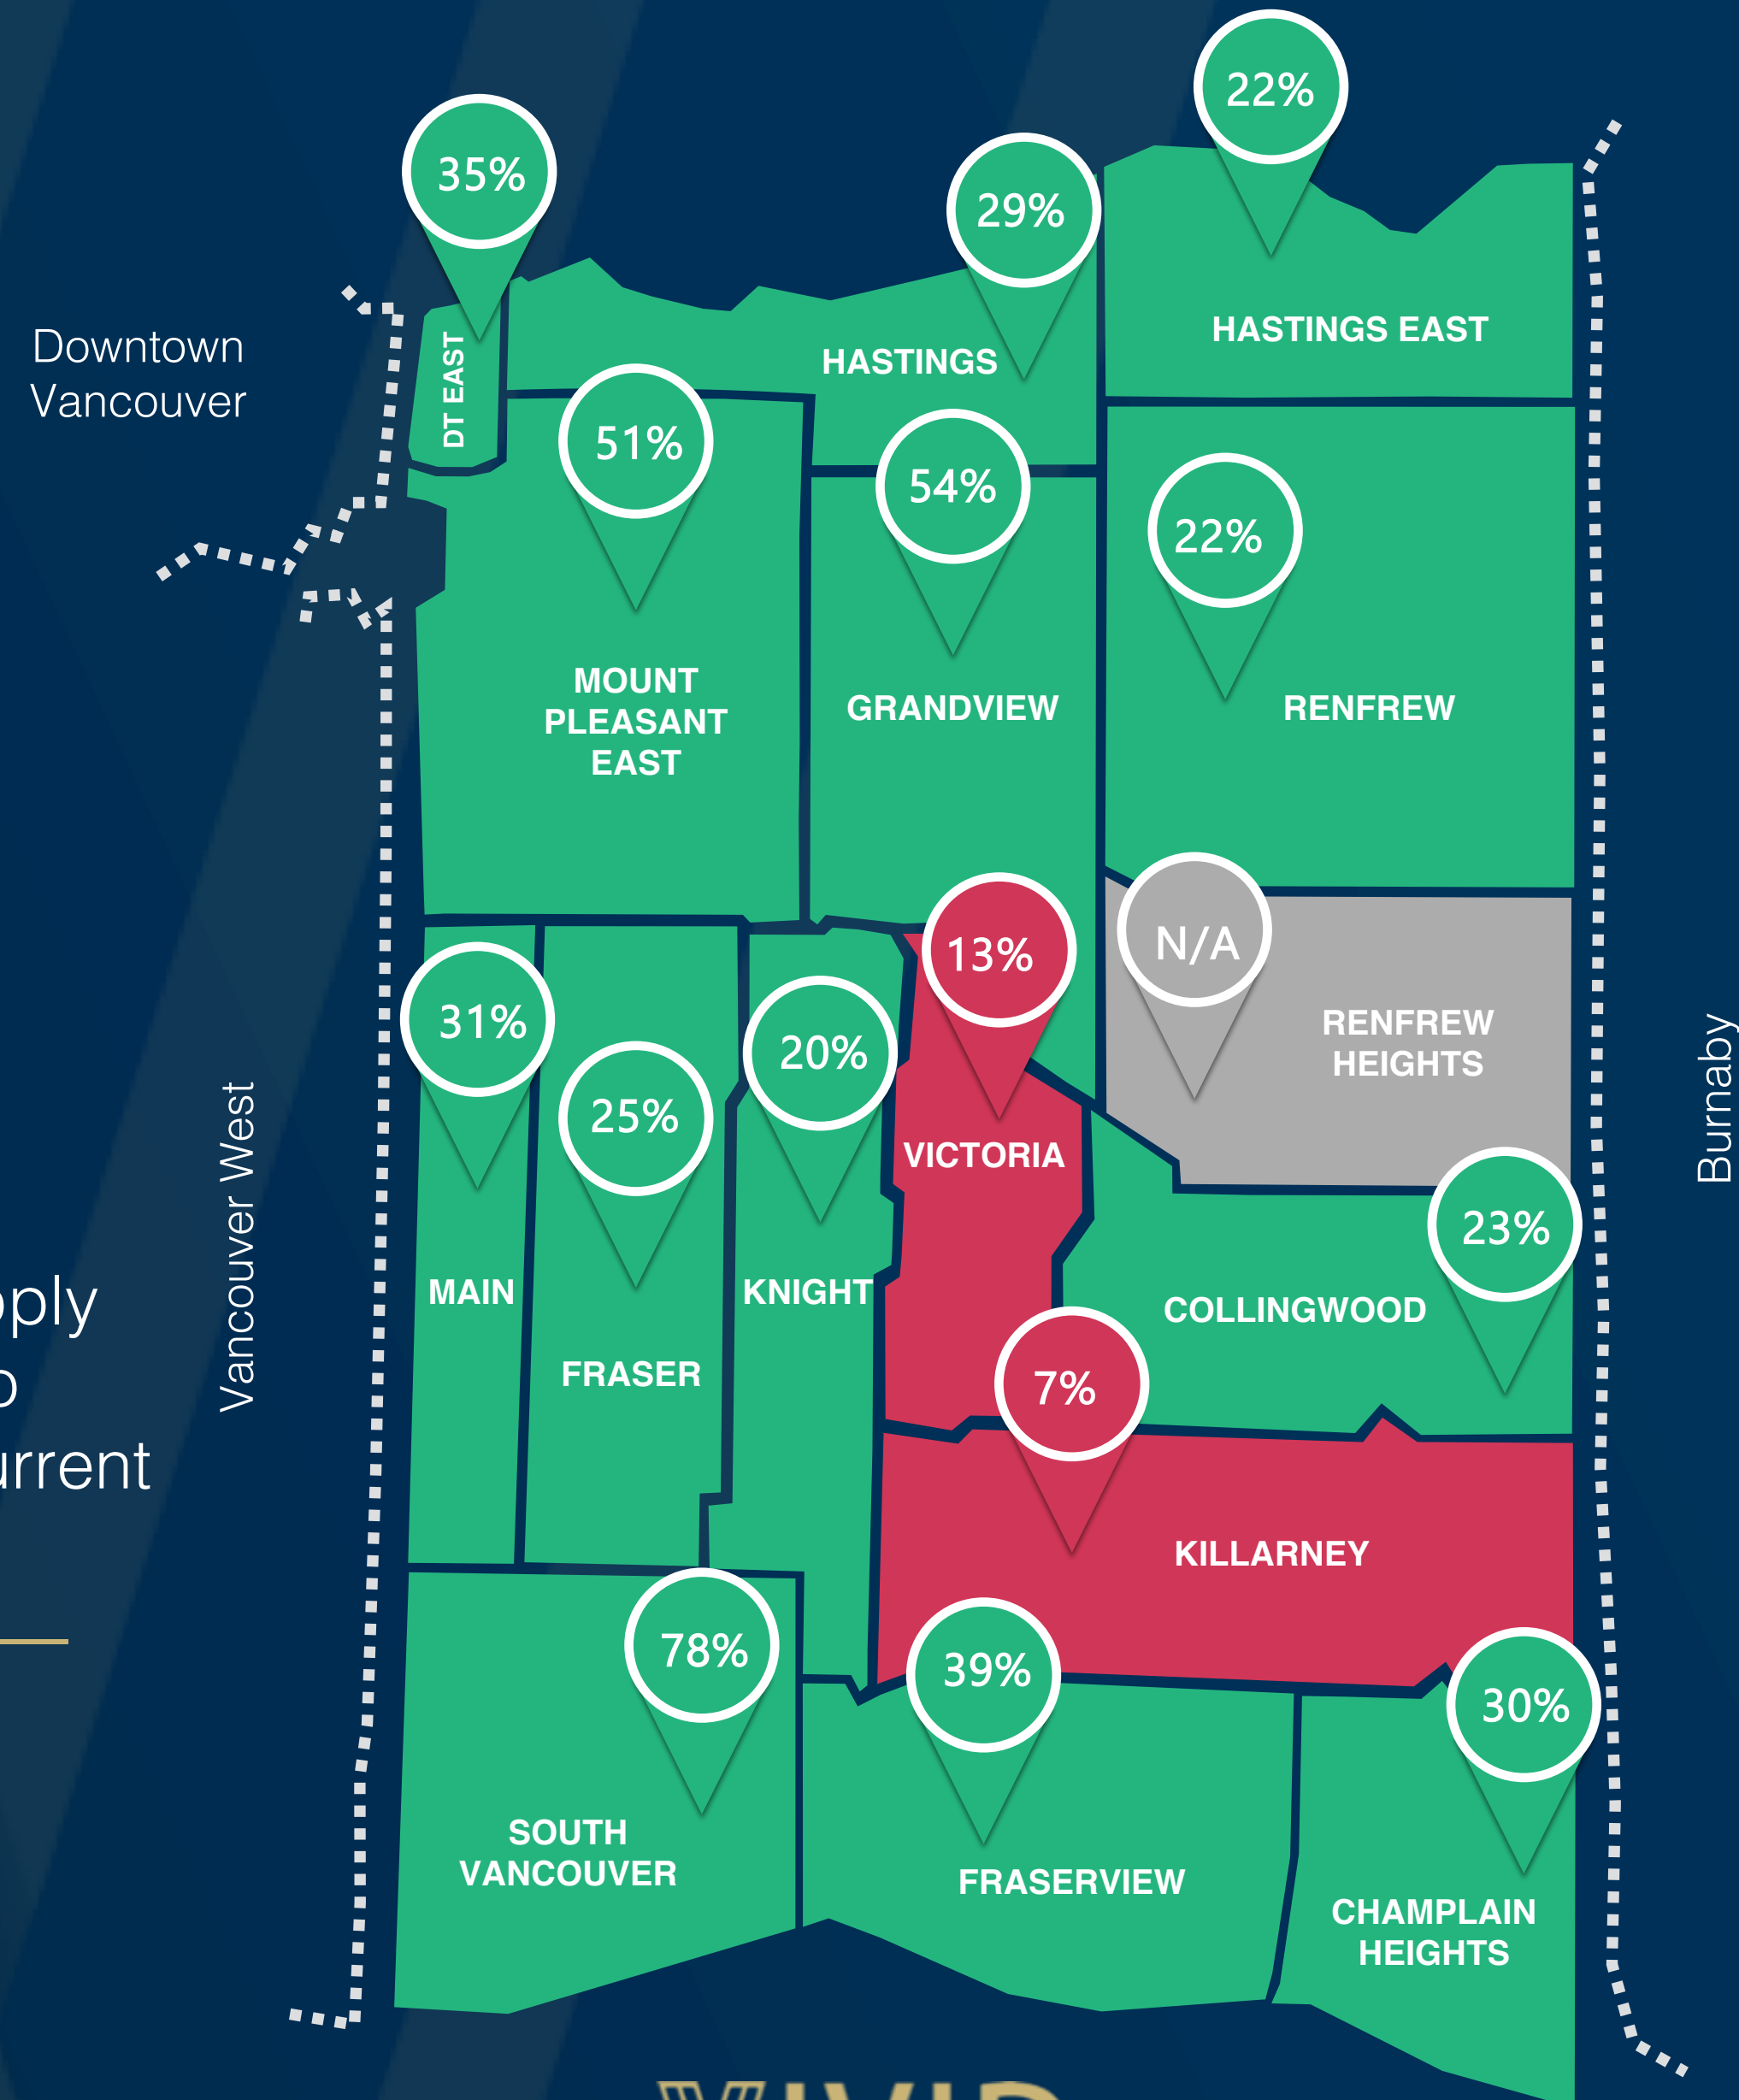 22%
35%
29%
HASTINGS EAST
Downtown
Vancouver
HASTINGS
DT EAST
51%
54%
22%
MOUNT
PLEASANT
EAST
GRANDVIEW
RENFREW
13%
N/A
31%
20%
25%
RENFREW
HEIGHTS
Burnaby
Vancouver West
VICTORIA
23%
MAIN
KNIGHT
COLLINGWOOD
FRASER
7%
KILLARNEY
78%
39%
30%
SOUTH
VANCOUVER
FRASERVIEW
CHAMPLAIN
HEIGHTS